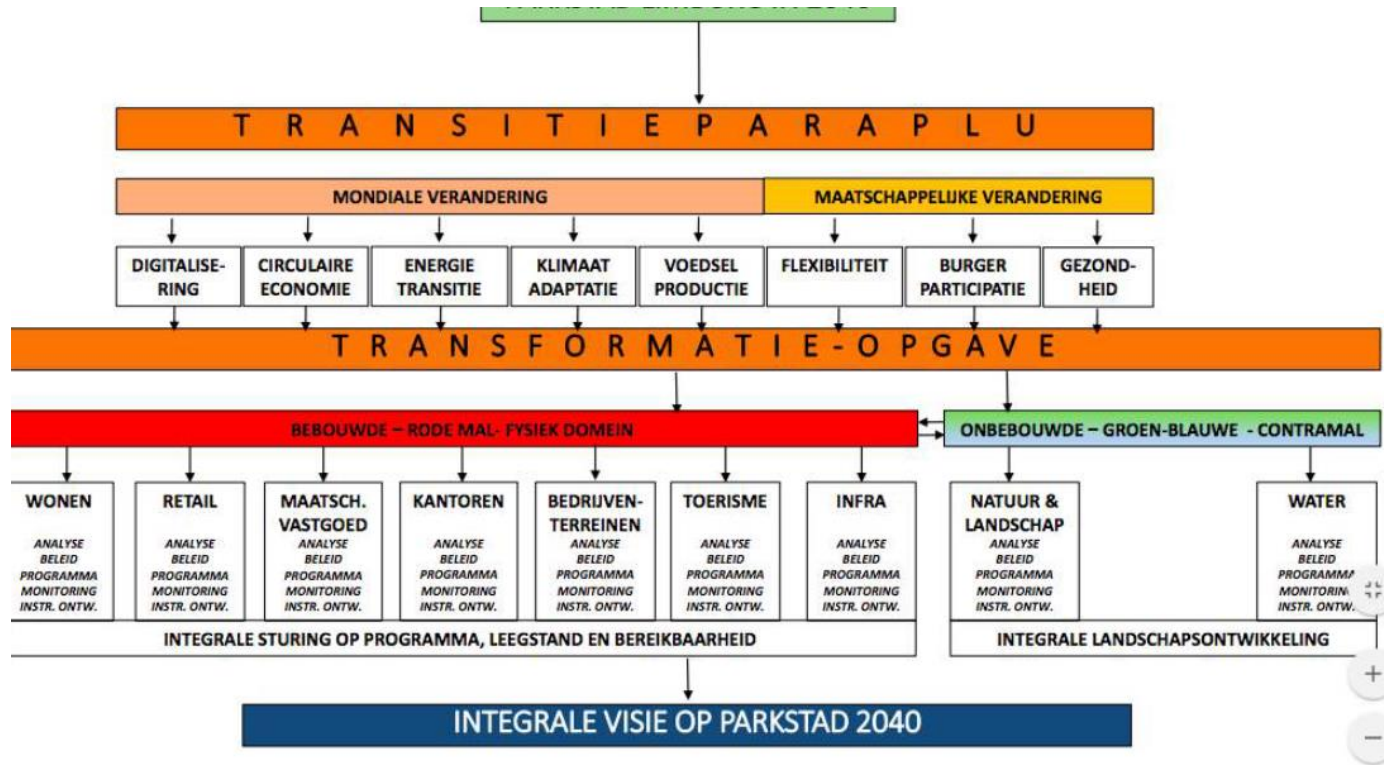 TRANSITIEPARAPLU
MONDIALE VERANDERING
MAATSCHAPPELIJKE VERANDERING
DIGITALISE-
RING
CIRCULAIRE
ECONOMIE
ENERGIE
TRANSITIE
KLIMAAT
ADAPTATIE
VOEDSEL
PRODUCTIE
FLEXIBILITEIT
BURGER
PARTICIPATIE
GEZOND-
HEID
TRANSFORMATIE-OPGAVE
BEBOUWDE – RODE MAL- FYSIEK DOMEIN
ONBEBOUWDE – GROEN-BLAUWE - CONTRAMAL
WONEN
ANALYSE
BELEID
PROGRAMMA
MONITORING
INSTR. ONTW.
RETAIL
ANALYSE
BELEID
PROGRAMMA
MONITORING
INSTR. ONTW.
MAATSCH.
VASTGOED
ANALYSE
BELEID
PROGRAMMA
MONITORING
INSTR. ONTW.
KANTOREN
ANALYSE
BELEID
PROGRAMMA
MONITORING
INSTR. ONTW.
BEDRIJVEN-
TERREINEN
ANALYSE
BELEID
PROGRAMMA
MONITORING
INSTR. ONTW.
TOERISME
ANALYSE
BELEID
PROGRAMMA
MONITORING
INSTR. ONTW.
INFRA
ANALYSE
BELEID
PROGRAMMA
MONITORING
INSTR. ONTW.
NATUUR &
LANDSCHAP
ANALYSE
BELEID
PROGRAMMA
MONITORING
INSTR. ONTW.
WATER
ANALYSE
BELEID
PROGRAMMA
MONITORING
INSTR. ONTW.
INTEGRALE STURING OP PROGRAMMA, LEEGSTAND EN BEREIKBAARHEID
INTEGRALE LANDSCHAPSONTWIKKELING
INTEGRALE VISIE OP PARKSTAD 2040